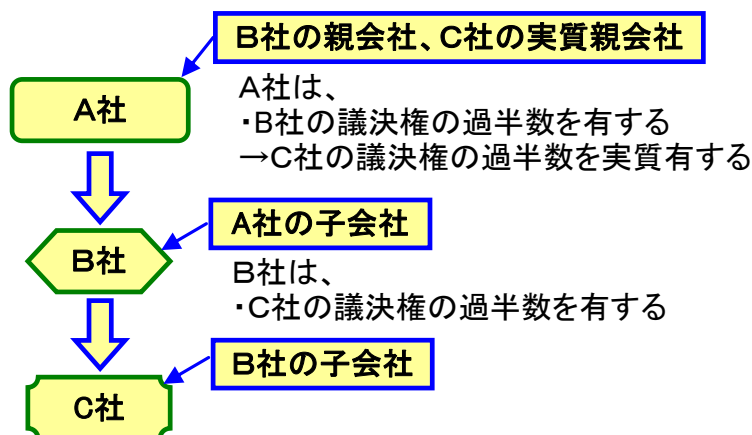 B社の親会社、C社の実質親会社
A社
A社は、
・B社の議決権の過半数を有する
→C社の議決権の過半数を実質有する
A社の子会社
B社
B社は、
・C社の議決権の過半数を有する
B社の子会社
C社